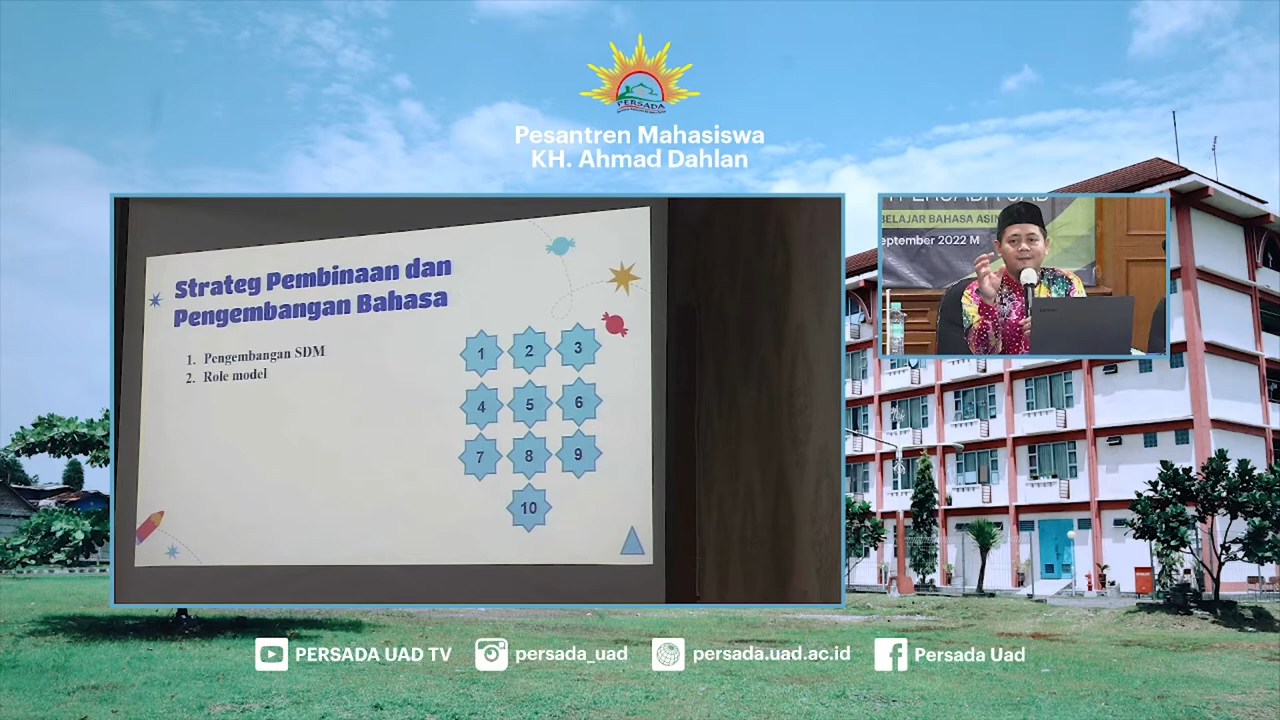 PERSADA
Pesantren Mahasiswa
KH. Ahmad Dahlan
Strateg Pembinaan dan
Pengembangan Bahasa
1. Pengembangan SDM
2. Role model
1 2 3
4 5 6
7 8 9
10
PERSADA UAD
BELAJAR BAHASA ASIN
eptember 2022 M
PERSADA UAD TV
persada_uad
persada.uad.ac.id
Persada Uad